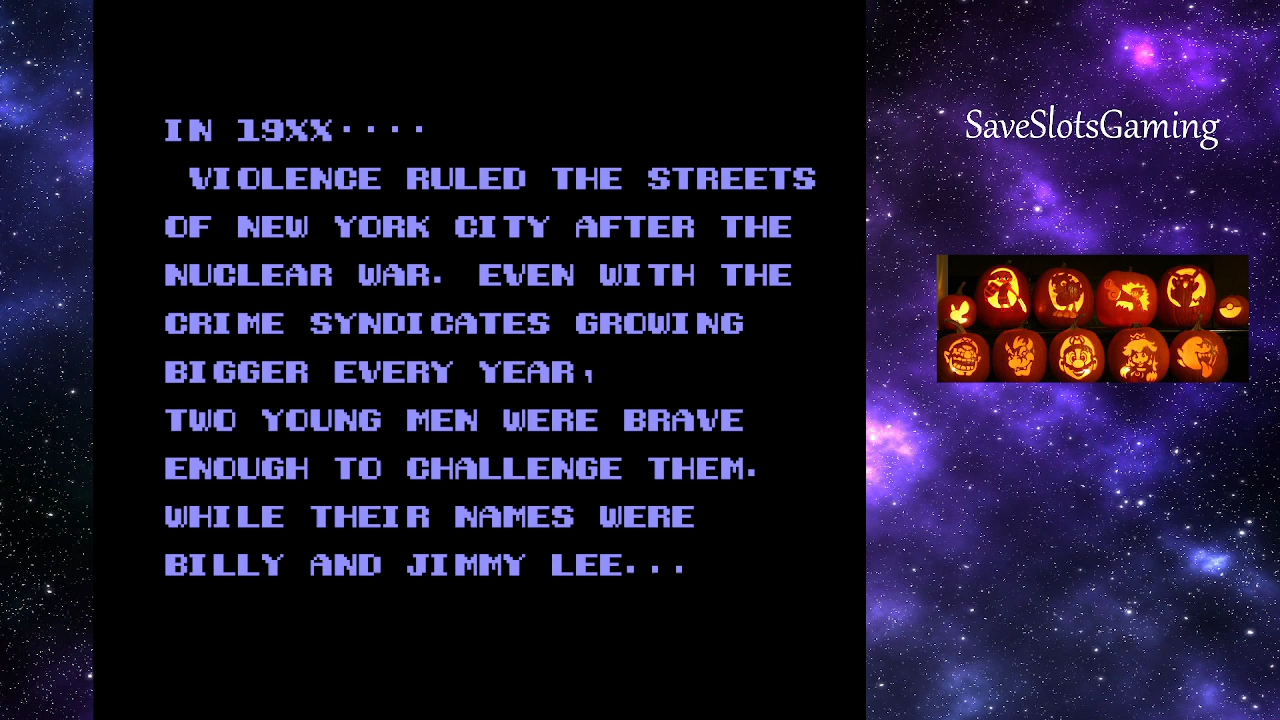 IN 19XX....
VIOLENCE RULED THE STREETS
OF NEW YORK CITY AFTER THE
NUCLEAR WAR. EVEN WITH THE
CRIME SYNDICATES GROWING
BIGGER EVERY YEAR,
TWO YOUNG MEN WERE BRAVE
ENOUGH TO CHALLENGE THEM.
WHILE THEIR NAMES WERE
BILLY AND JIMMY LEE...
SaveSlotsGaming